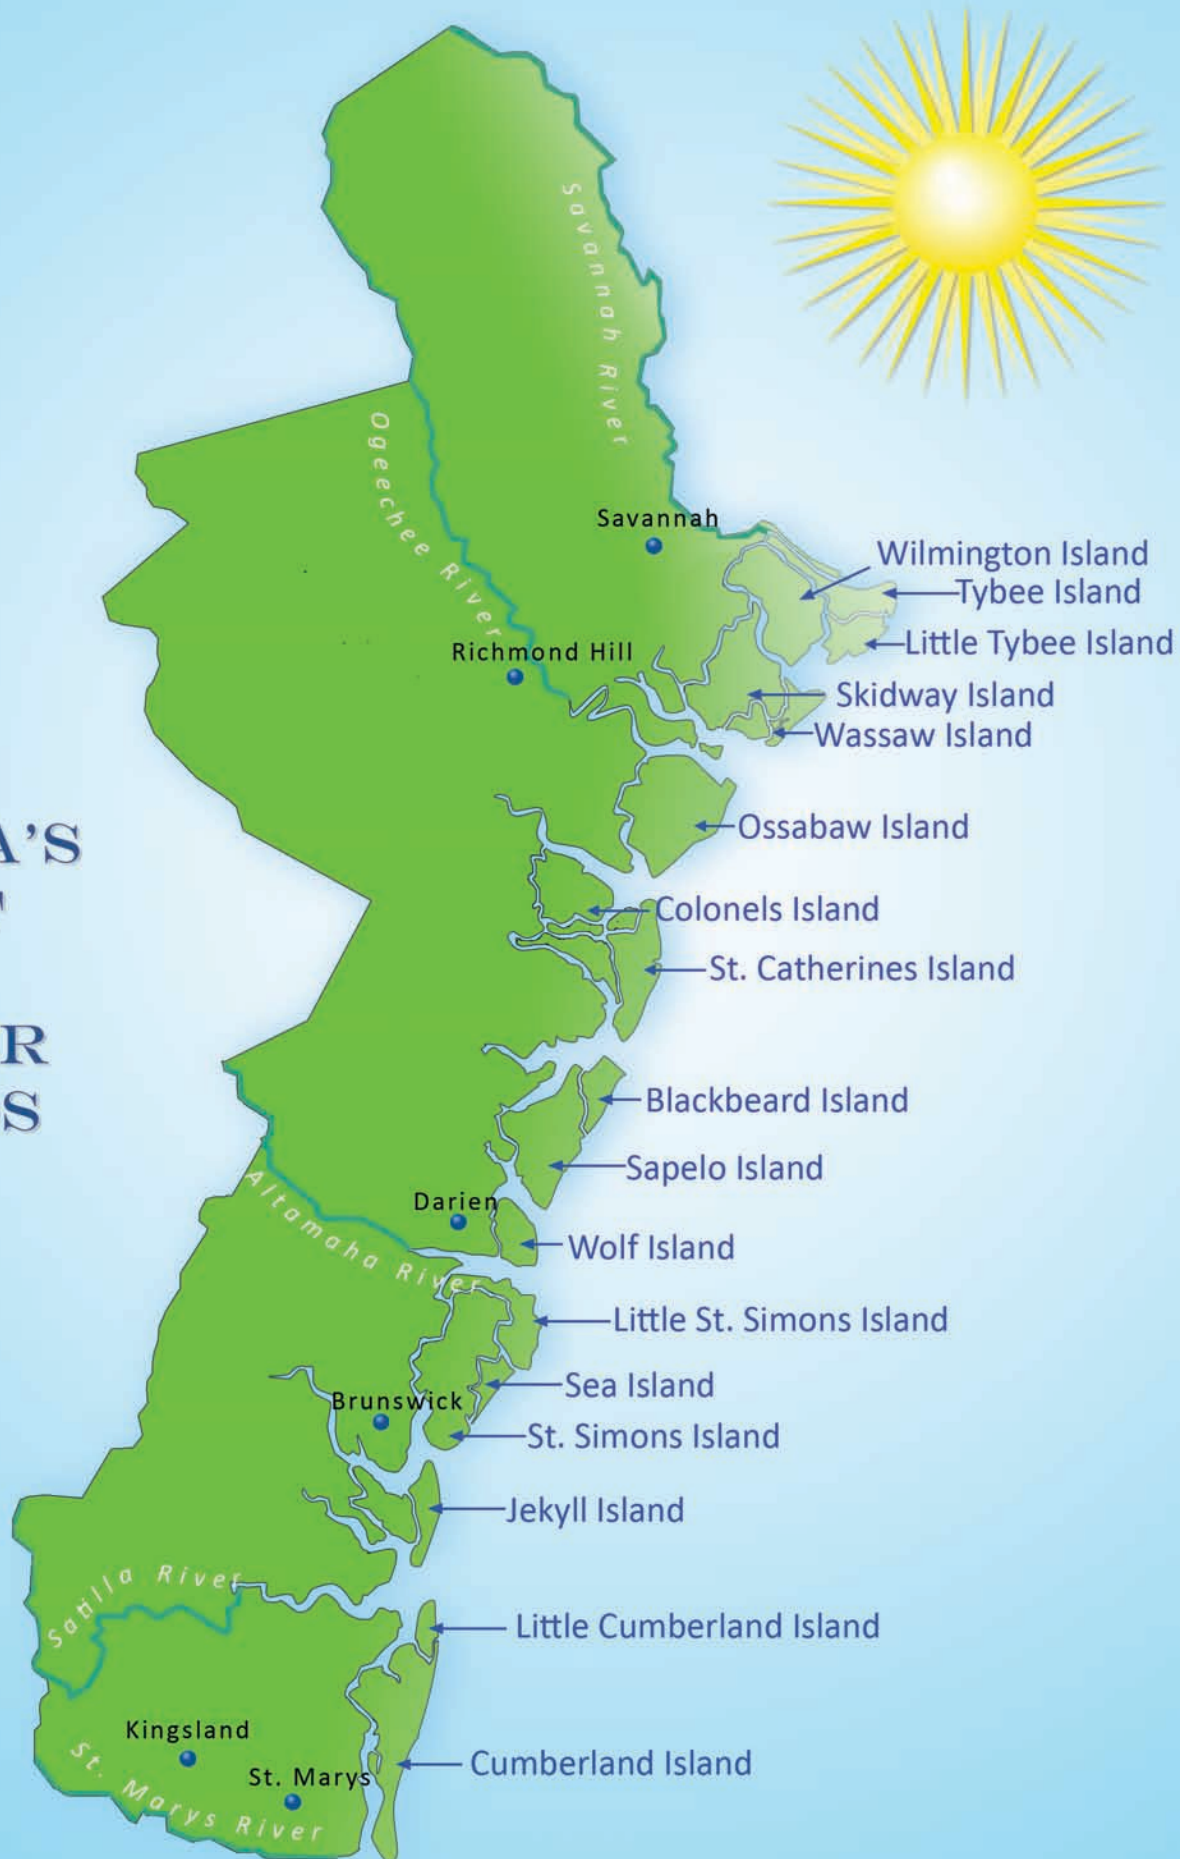 Savannah River
Ogeechee River
Savannah
Wilmington Island
Tybee Island
Little Tybee Island
Richmond Hill
Skidway Island
Wassaw Island
Ossabaw Island
A'S
Colonels Island
St. Catherines Island
R
S
Blackbeard Island
Sapelo Island
Altamaha River
Darien
Wolf Island
Little St. Simons Island
Sea Island
Brunswick
St. Simons Island
Jekyll Island
Satilla River
Little Cumberland Island
Kingsland
St. Marys
Cumberland Island
St. Marys River